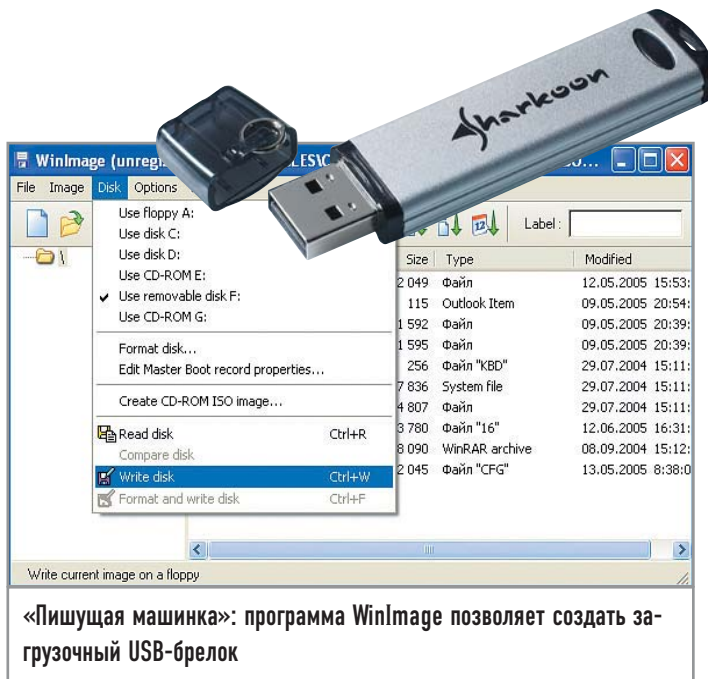 Sharkoon
WinImage (unregi
File Image Disk Options
Label:
Use floppy A:
Use disk C:
Use disk D:
Use CD-ROM E:
Use removable disk F:
Use CD-ROM G:
Format disk...
Edit Master Boot record properties...
Create CD-ROM ISO image...
Read disk Ctrl+R
Compare disk
Write disk Ctrl+W
Format and write disk Ctrl+F
\
Size Type Modified
2 049 Файл 12.05.2005 15:53:
115 Outlook Item 09.05.2005 20:54:
1 592 Файл 09.05.2005 20:39:
1 595 Файл 09.05.2005 20:39:
256 Файл "KBD" 29.07.2004 15:11:
7 836 System file 29.07.2004 15:11:
4 807 Файл 29.07.2004 15:11:
3 780 Файл "16" 12.06.2005 16:31:
8 090 WinRAR archive 08.09.2004 15:12:
2 045 Файл "CFG" 13.05.2005 8:38:0
Write current image on a floppy
«Пишущая машинка»: программа WinImage позволяет создать за-
грузочный USB-брелок